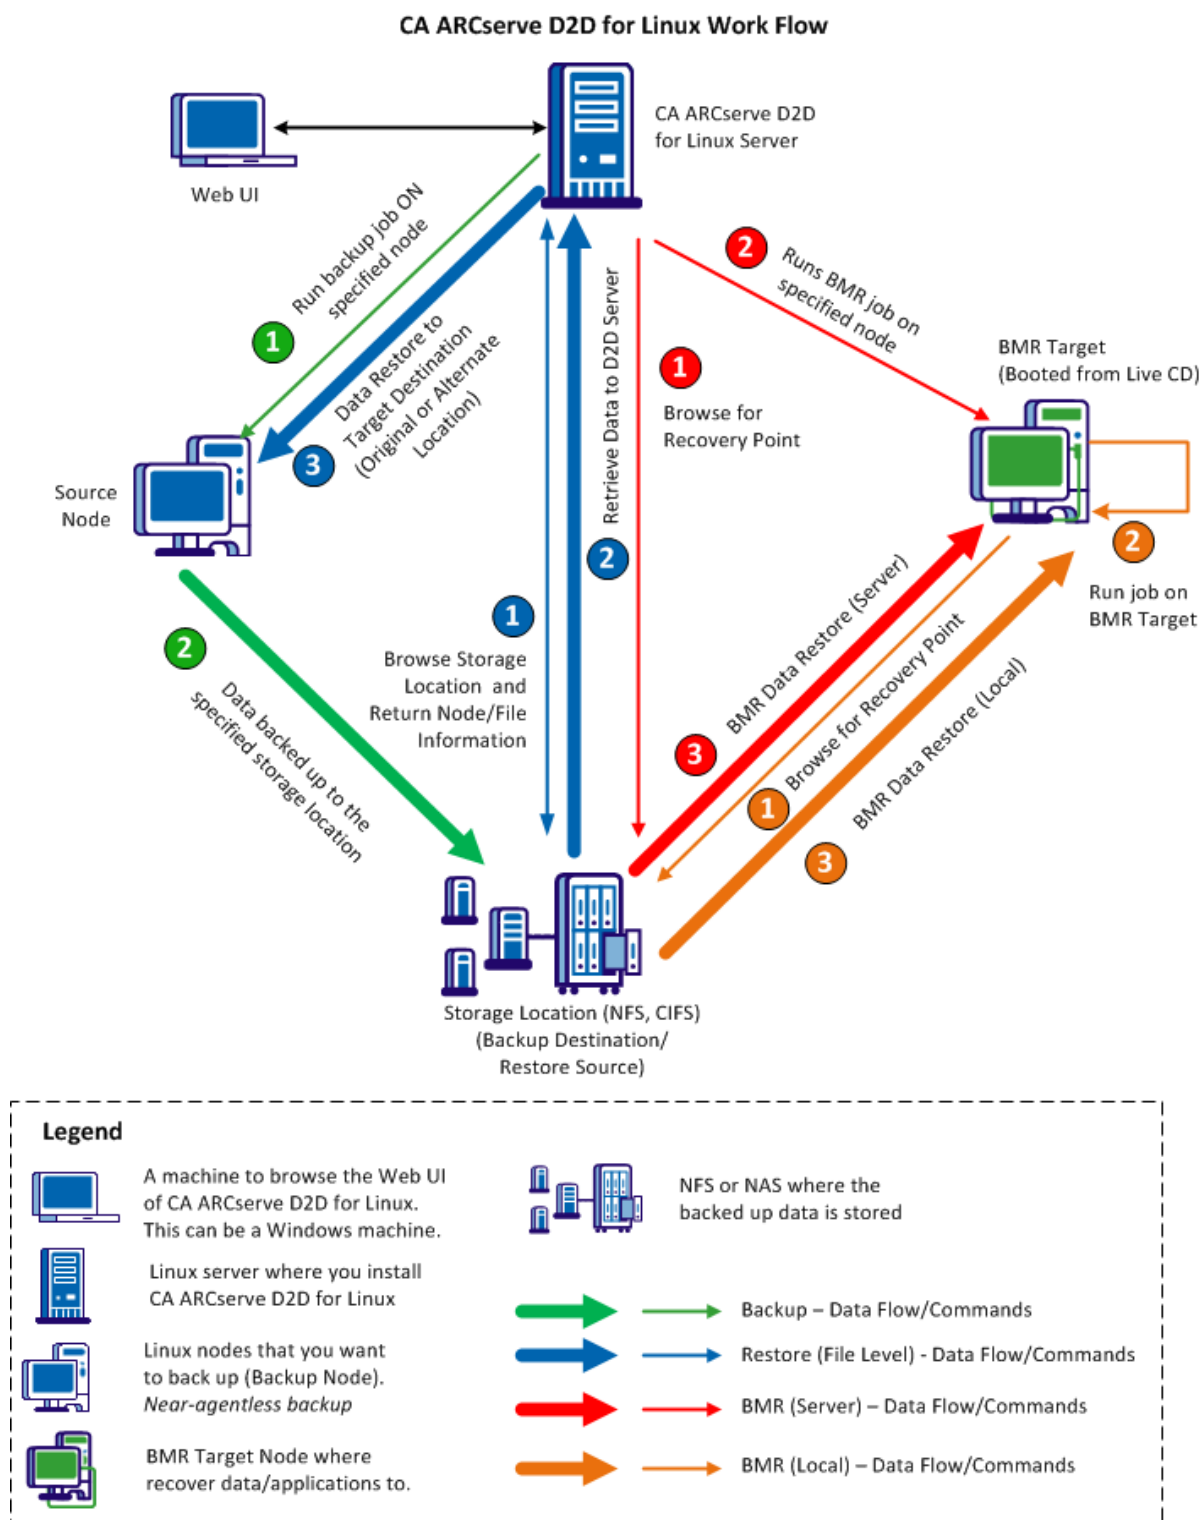 CA ARCserve D2D for Linux Work Flow
CA ARCserve D2D
for Linux Server
Web UI
Run backup job ON
specified node
1
Data Restore to
Target Destination
(Original or Alternate
Location)
3
Retrieve Data to D2D Server
2
1
Browse for
Recovery Point
2
Runs BMR job on
specified node
BMR Target
(Booted from Live CD)
Source
Node
2
Run job on
BMR Target
1
Browse Storage
Location and
Return Node/File
Information
2
Data backed up to the
specified storage location
BMR Data Restore (Server)
3
Browse for Recovery Point
1
BMR Data Restore (Local)
3
Storage Location (NFS, CIFS)
(Backup Destination/
Restore Source)
Legend
A machine to browse the Web UI
of CA ARCserve D2D for Linux.
This can be a Windows machine.
Linux server where you install
CA ARCserve D2D for Linux
Linux nodes that you want
to back up (Backup Node).
Near-agentless backup
BMR Target Node where
recover data/applications to.
NFS or NAS where the
backed up data is stored
Backup – Data Flow/Commands
Restore (File Level) - Data Flow/Commands
BMR (Server) – Data Flow/Commands
BMR (Local) – Data Flow/Commands